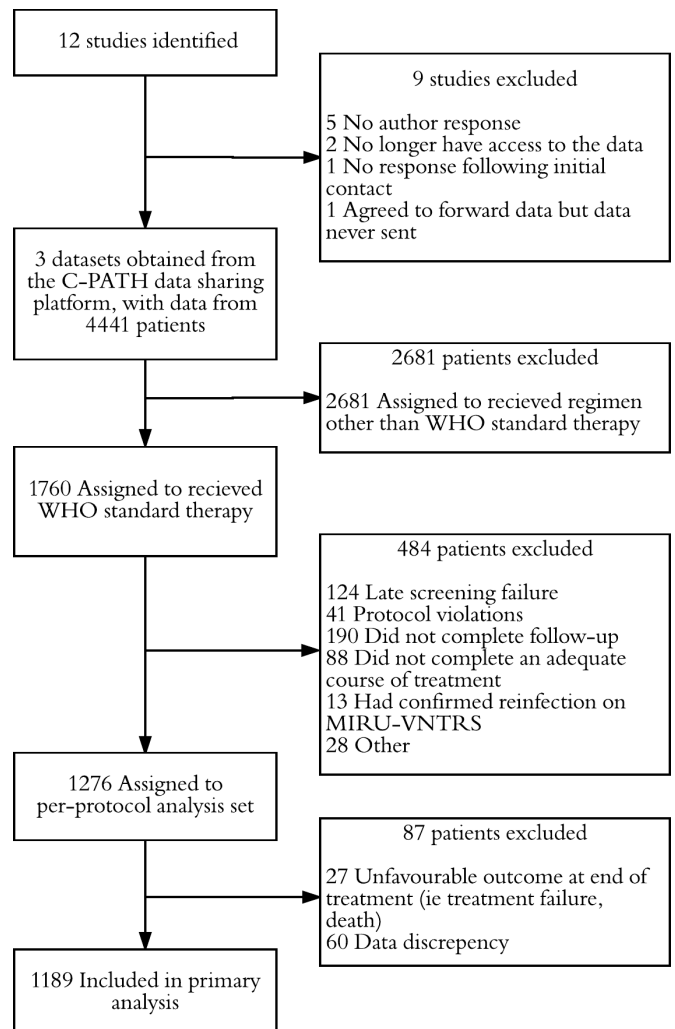 12 studies identified
9 studies excluded
5 No author response
2 No longer have access to the data
1 No response following initial
contact
1 Agreed to forward data but data
never sent
3 datasets obtained from
the C-PATH data sharing
platform, with data from
4441 patients
2681 patients excluded
2681 Assigned to recieved regimen
other than WHO standard therapy
1760 Assigned to recieved
WHO standard therapy
484 patients excluded
124 Late screening failure
41 Protocol violations
190 Did not complete follow-up
88 Did not complete an adequate
course of treatment
13 Had confirmed reinfection on
MIRU-VNTRS
28 Other
1276 Assigned to
per-protocol analysis set
87 patients excluded
27 Unfavourable outcome at end of
treatment (ie treatment failure,
death)
60 Data discrepency
1189 Included in primary
analysis